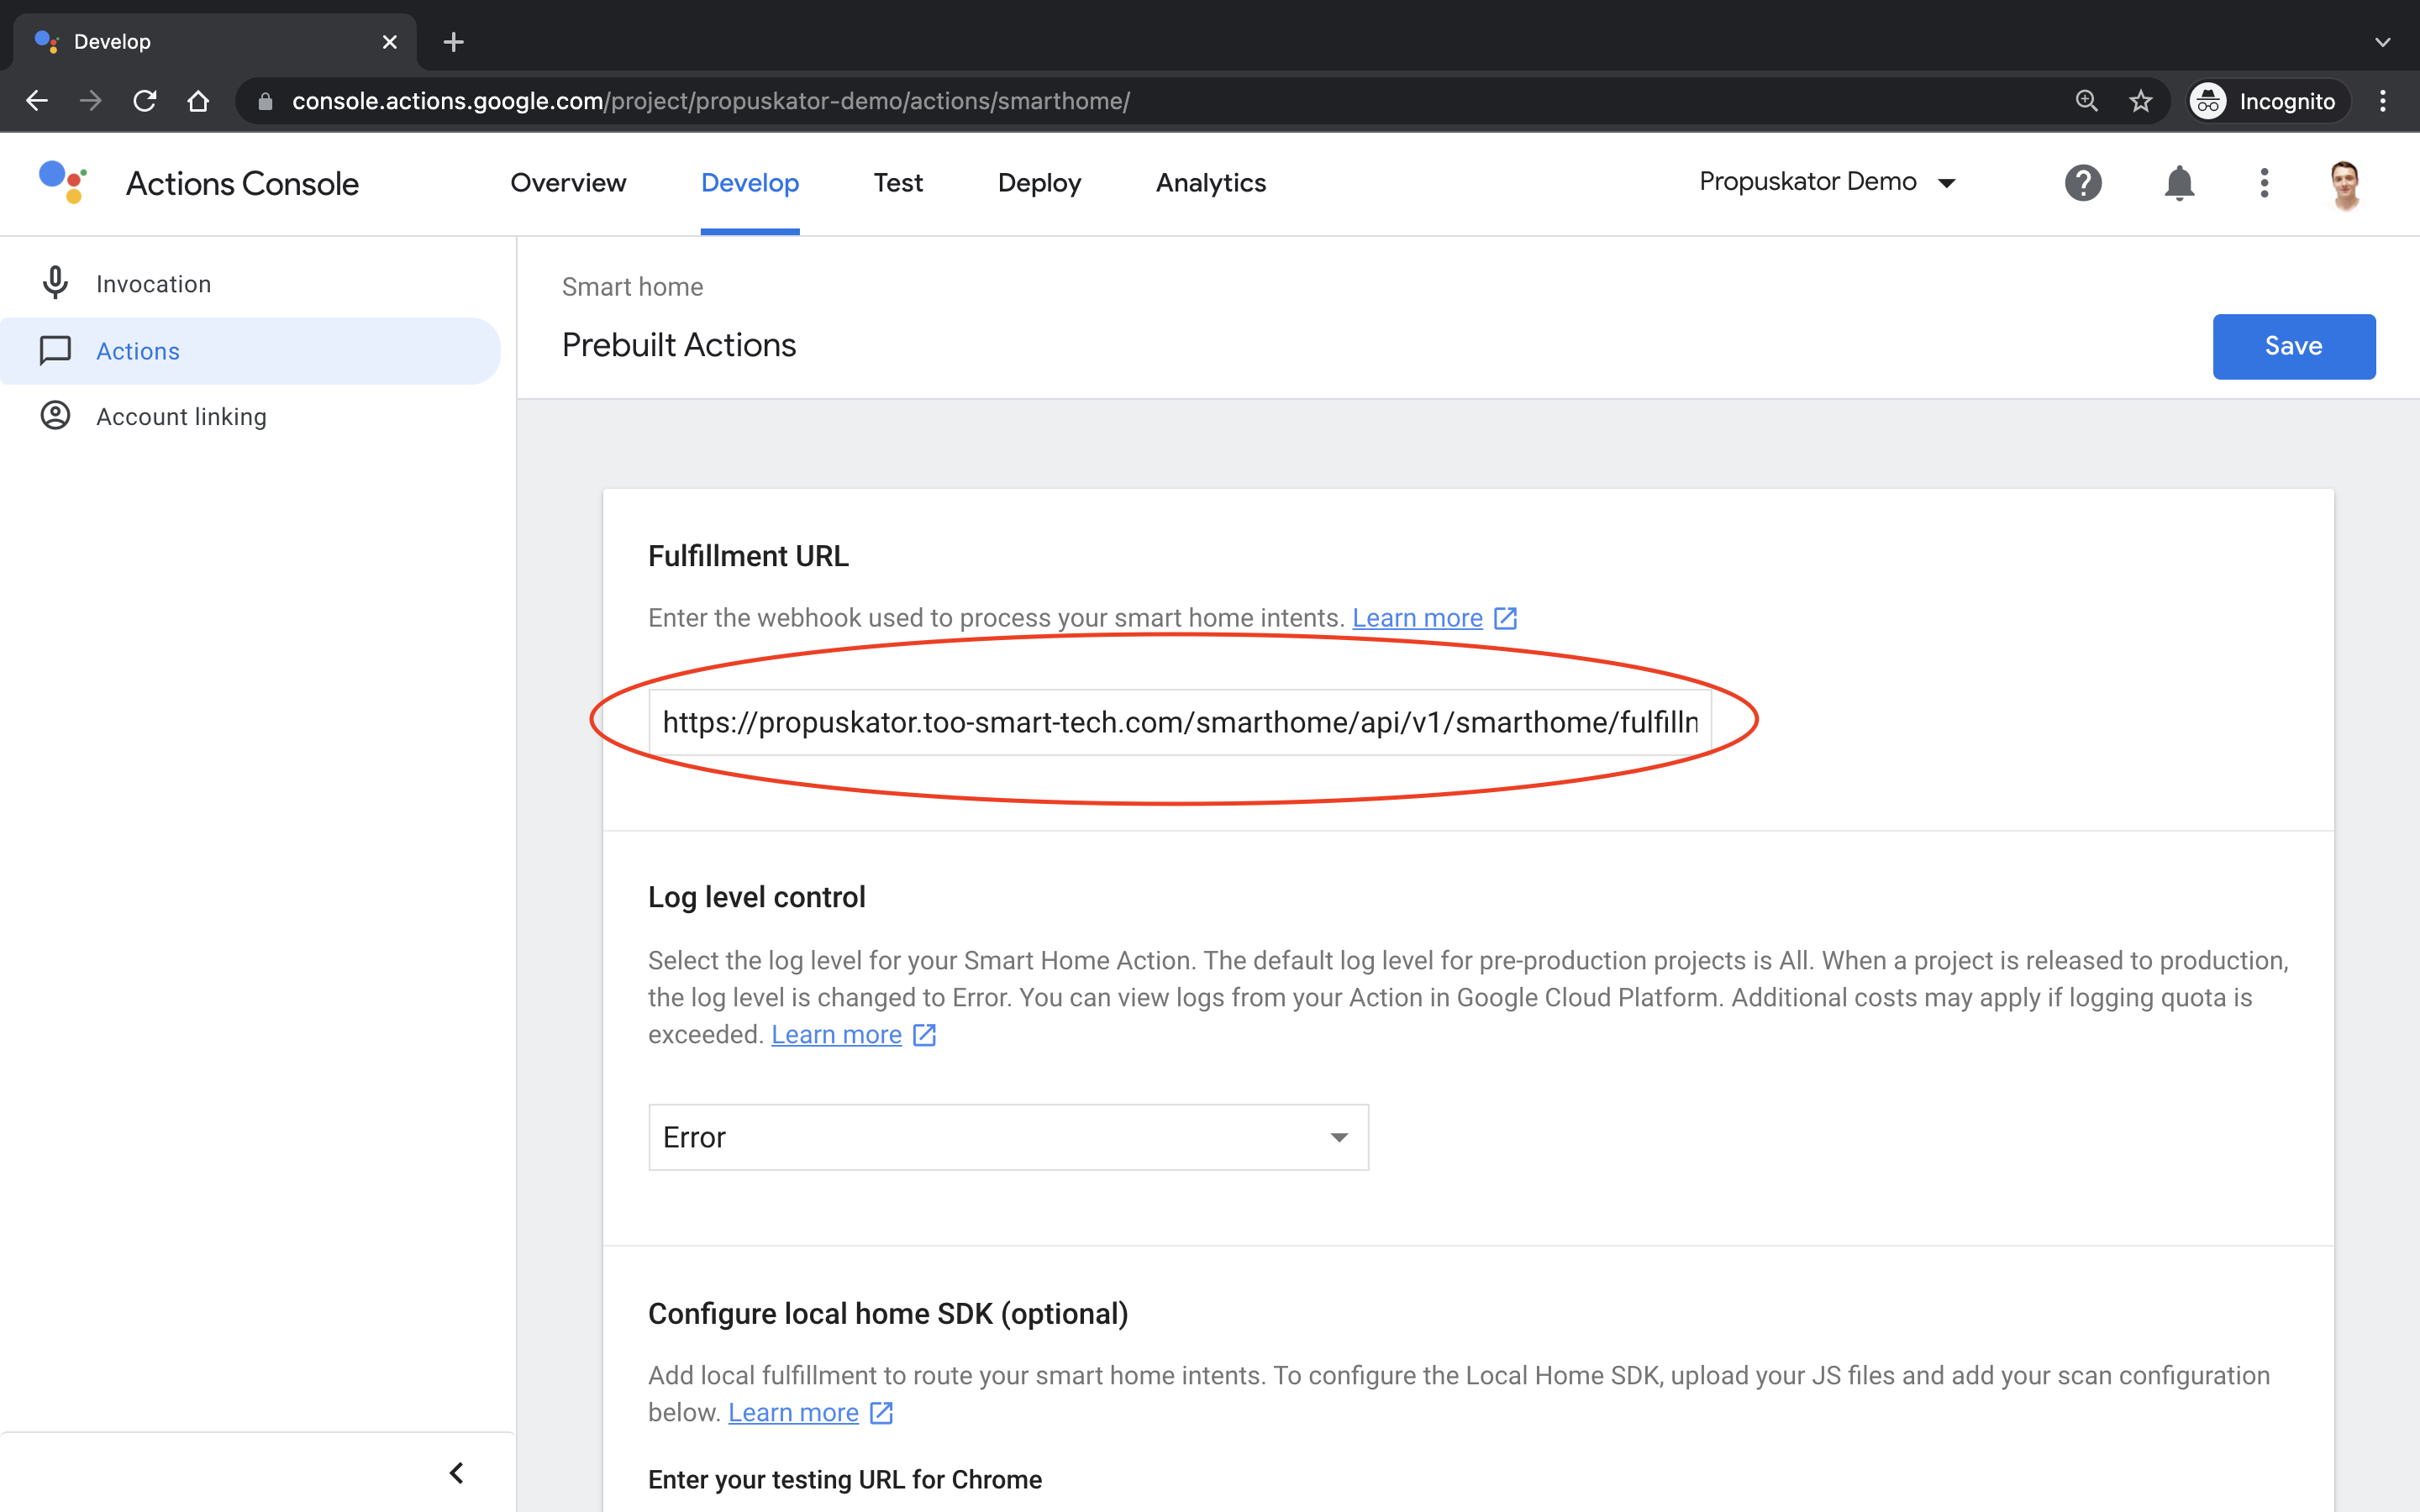 Develop
console.actions.google.com/project/propuskator-demo/actions/smarthome/
Incognito
Actions Console
Overview
Develop
Test
Deploy
Analytics
Propuskator Demo
Invocation
Actions
Account linking
Smart home
Prebuilt Actions
Save
Fulfillment URL
Enter the webhook used to process your smart home intents. Learn more
https://propuskator.too-smart-tech.com/smarthome/api/v1/smarthome/fulfilln
Log level control
Select the log level for your Smart Home Action. The default log level for pre-production projects is All. When a project is released to production,
the log level is changed to Error. You can view logs from your Action in Google Cloud Platform. Additional costs may apply if logging quota is
exceeded. Learn more
Error
Configure local home SDK (optional)
Add local fulfillment to route your smart home intents. To configure the Local Home SDK, upload your JS files and add your scan configuration
below. Learn more
Enter your testing URL for Chrome